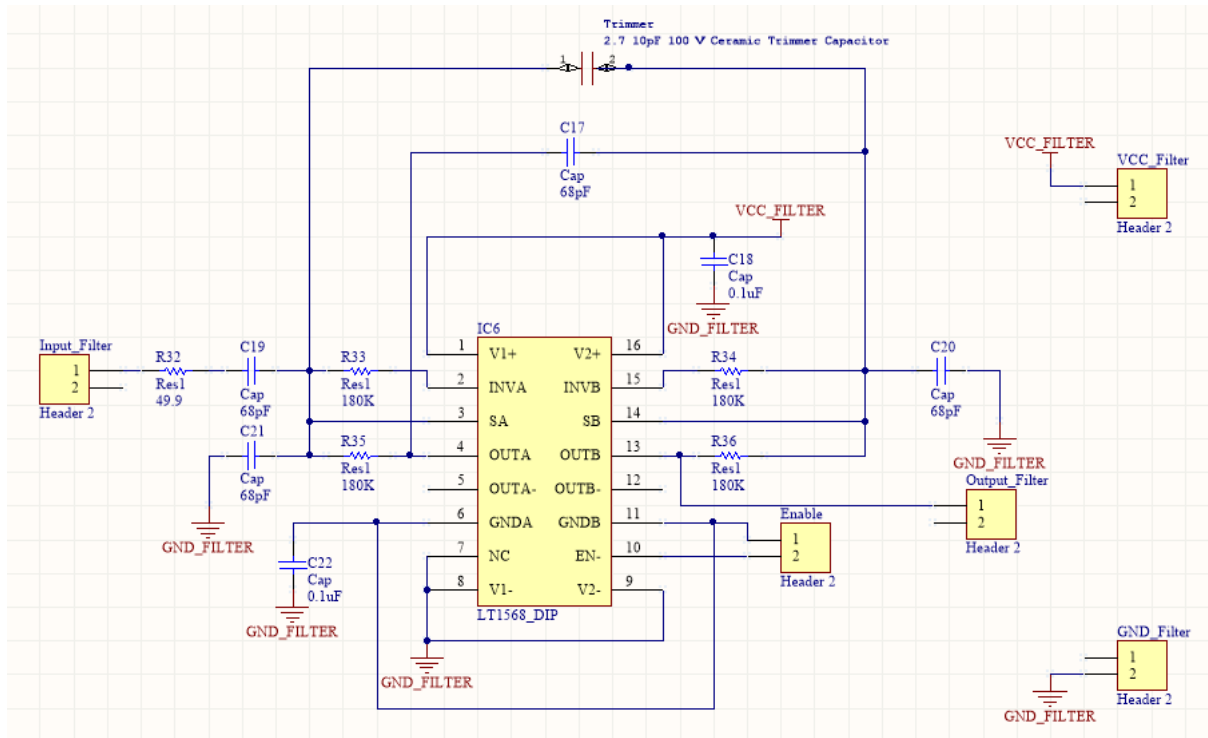 Trimmer
2.7 10pF 100 V Ceramic Trimmer Capacitor
1
2
C17
Cap
68pF
VCC_FILTER
VCC_Filter
1
2
Header 2
VCC_FILTER
C18
Cap
0.1uF
GND_FILTER
Input_Filter
1
2
Header 2
R32
Res1
49.9
C19
Cap
68pF
R33
Res1
180K
C21
Cap
68pF
GND_FILTER
R35
Res1
180K
C22
Cap
0.1uF
GND_FILTER
IC6
1 V1+ V2+ 16
2 INVA INVB 15
3 SA SB 14
4 OUTA OUTB 13
5 OUTA- OUTB- 12
6 GNDA GNDB 11
7 NC EN- 10
8 V1- V2- 9
LT1568_DIP
GND_FILTER
R34
Res1
180K
R36
Res1
180K
C20
Cap
68pF
GND_FILTER
Output_Filter
1
2
Header 2
Enable
1
2
Header 2
GND_Filter
1
2
Header 2
GND_FILTER